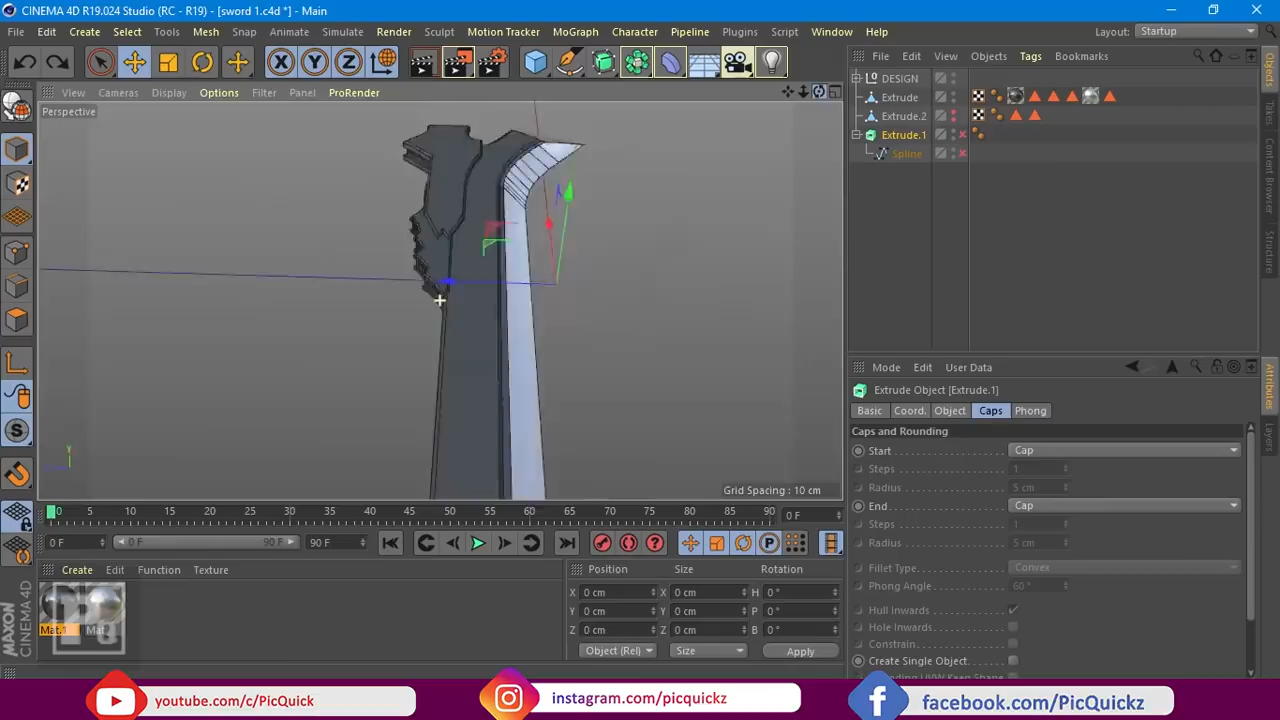 CINEMA 4D R19.024 Studio (RC - R19) - [sword 1.c4d *] - Main
File Edit Create Select Tools Mesh Snap Animate Simulate Render Sculpt Motion Tracker MoGraph Character Pipeline Plugins Script Window Help Layout: Startup
X Y Z
File Edit View Objects Tags Bookmarks
View Cameras Display Options Filter Panel ProRender
Perspective
DESIGN
Extrude
Extrude.2
Extrude.1
Spline
Objects
Takes
Content Browser
Structure
Y
Grid Spacing : 10 cm
Mode Edit User Data
Extrude Object [Extrude.1]
Basic Coord. Object Caps Phong
Caps and Rounding
Start Cap
Steps 1
Radius 5 cm
End Cap
Steps 1
Radius 5 cm
Fillet Type Convex
Phong Angle 60 °
Hull Inwards
Hole Inwards
Constrain
Create Single Object
Attributes
Layers
0 5 10 15 20 25 30 35 40 45 50 55 60 65 70 75 80 85 90 0 F
0 F 0 F 90 F 90 F
Create Edit Function Texture
Mat.1 Mat
Position Size Rotation
X 0 cm X 0 cm H 0 °
Y 0 cm Y 0 cm P 0 °
Z 0 cm Z 0 cm B 0 °
Object (Rel) Size Apply
MAXON
CINEMA 4D
youtube.com/c/PicQuick
instagram.com/picquickz
facebook.com/PicQuickz